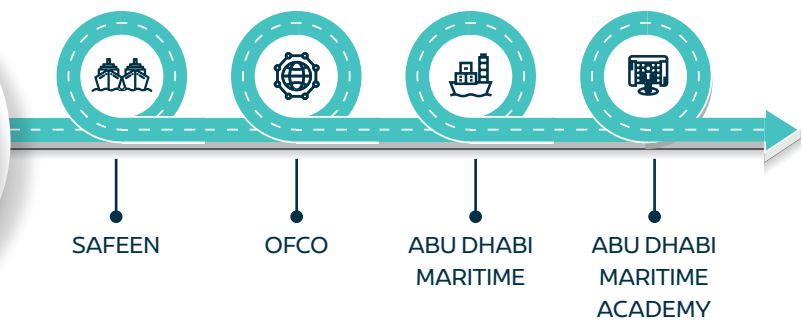 SAFEEN
OFCO
ABU DHABI
MARITIME
ABU DHABI
MARITIME
ACADEMY